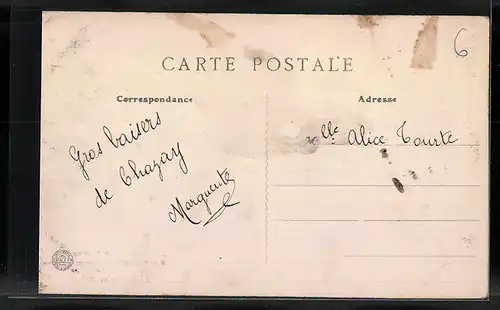 6
CARTE POSTALE
Correspondance
Adresse
Gros baisers
de Chazay
Marguerite
Mlle Alice Tourte